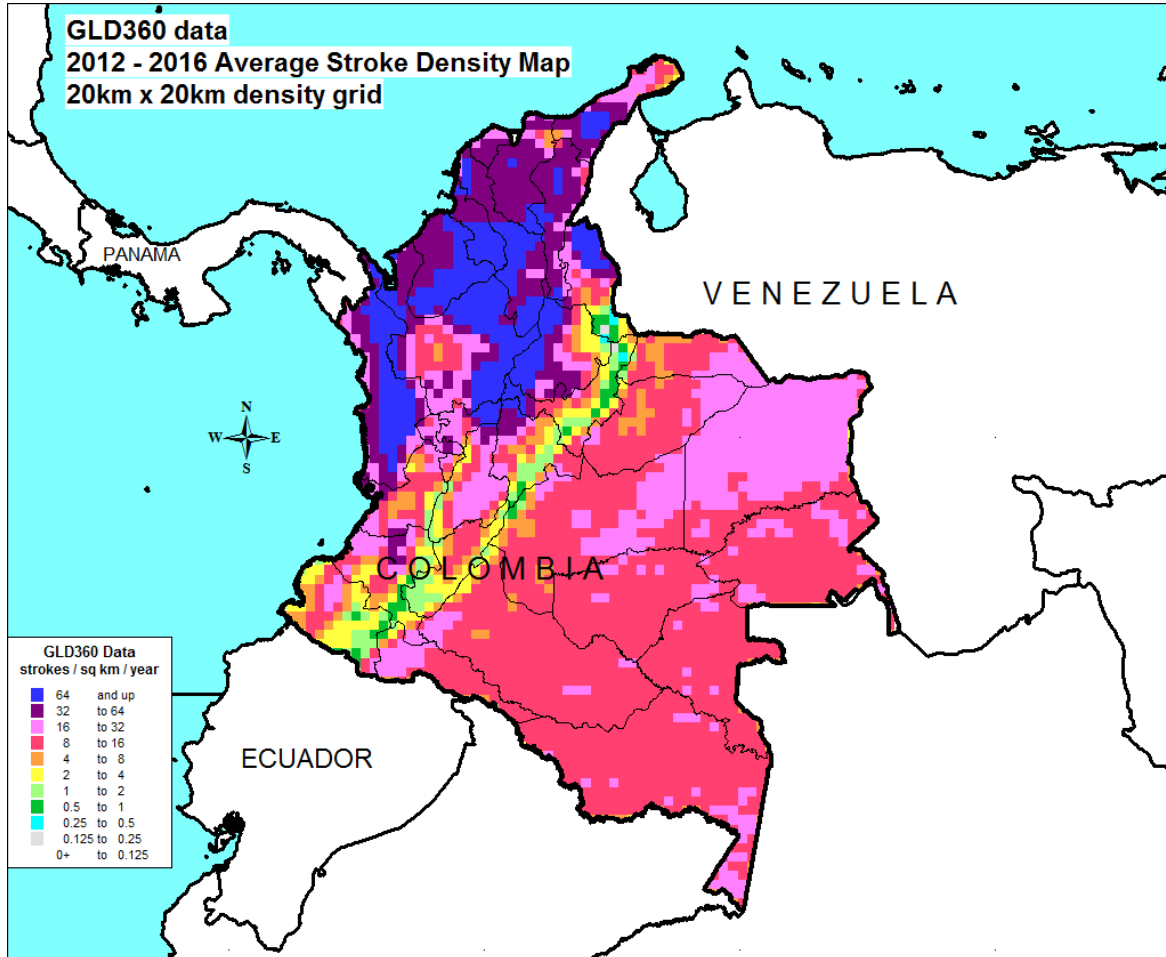 GLD360 data
2012 - 2016 Average Stroke Density Map
20km x 20km density grid
PANAMA
VENEZUELA
N
W E
S
COLOMBIA
GLD360 Data
strokes / sq km / year
64 and up
32 to 64
16 to 32
8 to 16
4 to 8
2 to 4
1 to 2
0.5 to 1
0.25 to 0.5
0.125 to 0.25
0+ to 0.125
ECUADOR